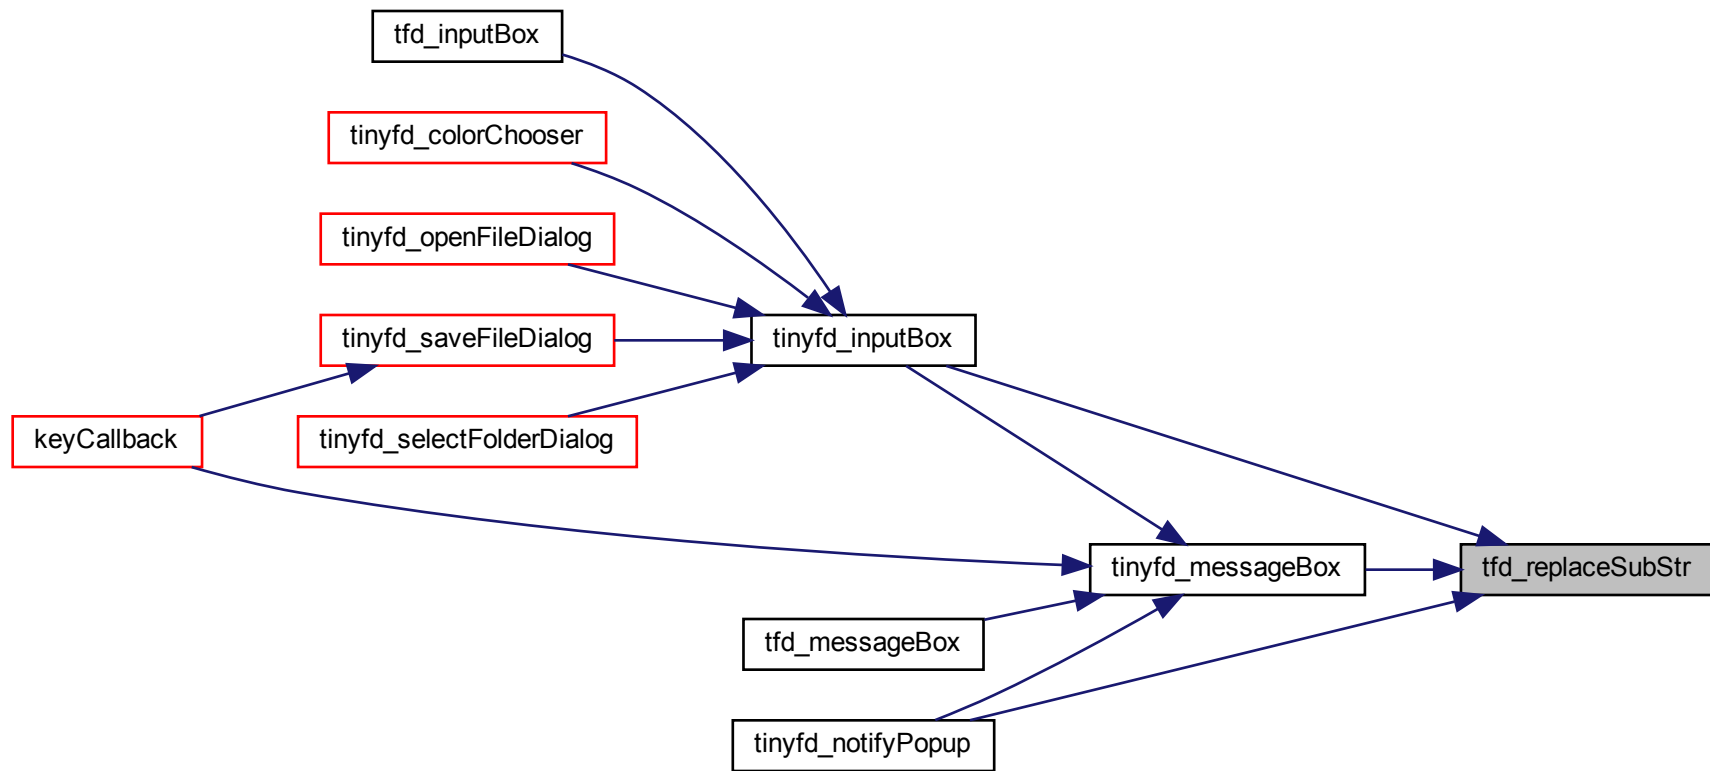 tfd_inputBox
tinyfd_colorChooser
tinyfd_openFileDialog
tinyfd_saveFileDialog
tinyfd_inputBox
keyCallback
tinyfd_selectFolderDialog
tinyfd_messageBox
tfd_replaceSubStr
tfd_messageBox
tinyfd_notifyPopup